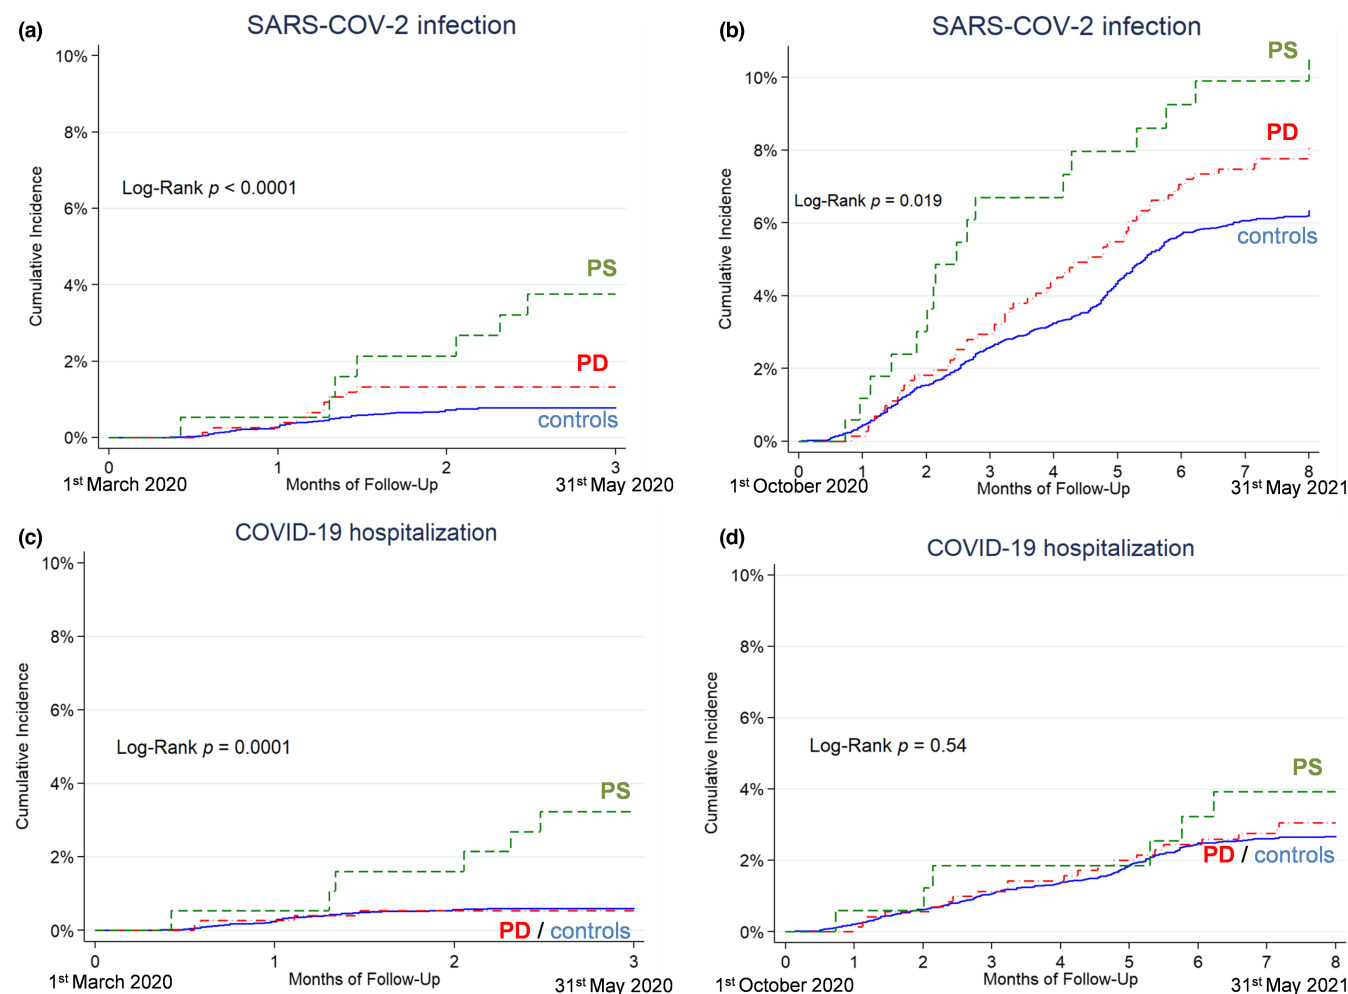 (a)
SARS-COV-2 infection
10%
8%
6%
4%
2%
0%
Cumulative Incidence
Log-Rank p < 0.0001
PS
PD
controls
0 1 2 3
1st March 2020 Months of Follow-Up 31st May 2020
(b)
SARS-COV-2 infection
10%
8%
6%
4%
2%
0%
Cumulative Incidence
Log-Rank p = 0.019
PS
PD
controls
0 1 2 3 4 5 6 7 8
1st October 2020 Months of Follow-Up 31st May 2021
(c)
COVID-19 hospitalization
10%
8%
6%
4%
2%
0%
Cumulative Incidence
Log-Rank p = 0.0001
PS
PD / controls
0 1 2 3
1st March 2020 Months of Follow-Up 31st May 2020
(d)
COVID-19 hospitalization
10%
8%
6%
4%
2%
0%
Cumulative Incidence
Log-Rank p = 0.54
PS
PD / controls
0 1 2 3 4 5 6 7 8
1st October 2020 Months of Follow-Up 31st May 2021